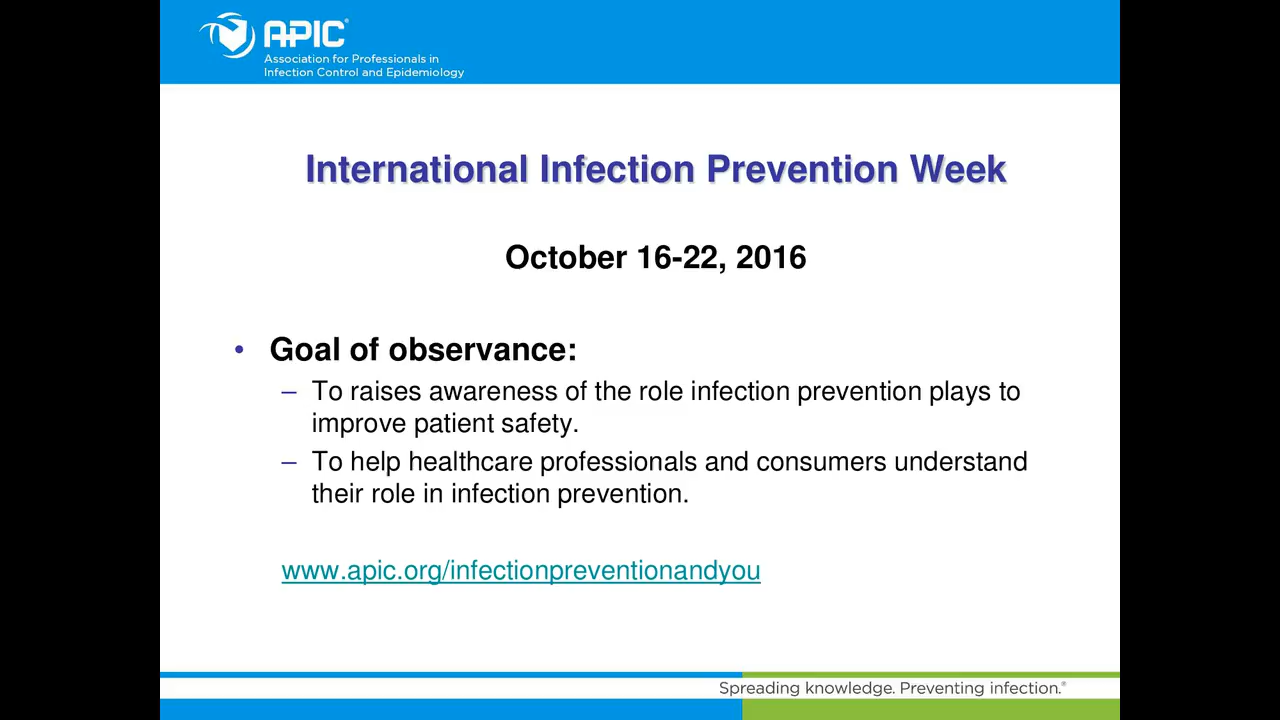 APIC®
Association for Professionals in
Infection Control and Epidemiology
International Infection Prevention Week
October 16-22, 2016
• Goal of observance:
– To raises awareness of the role infection prevention plays to
improve patient safety.
– To help healthcare professionals and consumers understand
their role in infection prevention.
www.apic.org/infectionpreventionandyou
Spreading knowledge. Preventing infection.®